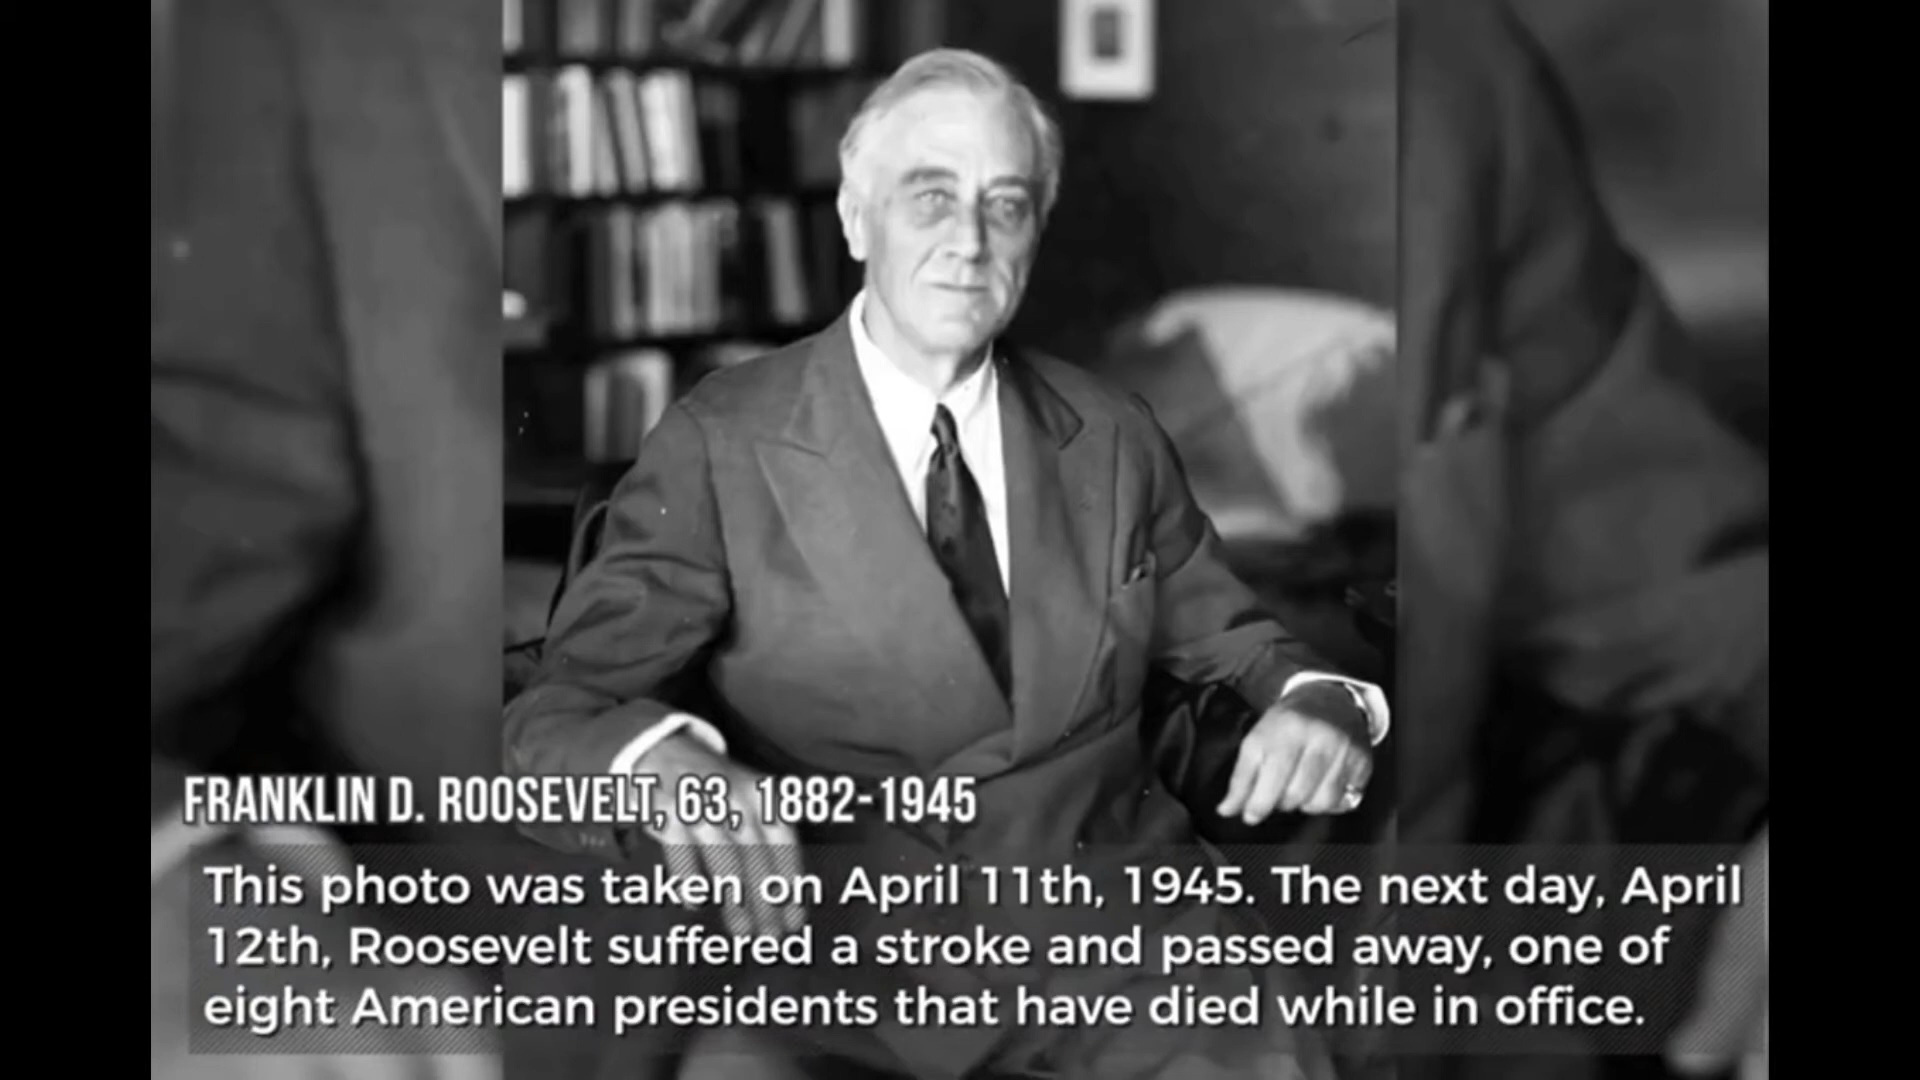 FRANKLIN D. ROOSEVELT, 63, 1882-1945
This photo was taken on April 11th, 1945. The next day, April
12th, Roosevelt suffered a stroke and passed away, one of
eight American presidents that have died while in office.